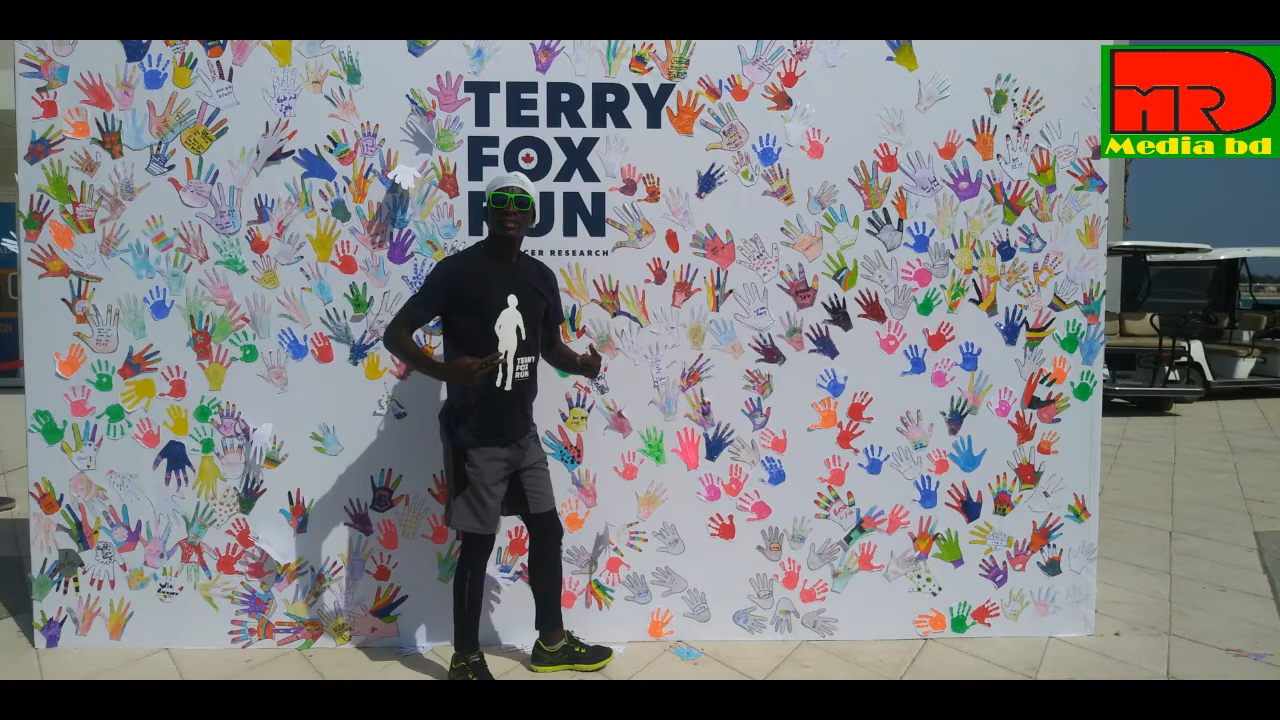 TERRY
FOX
RUN
CER RESEARCH
TERRY
FOX
RUN
MRD
Media bd